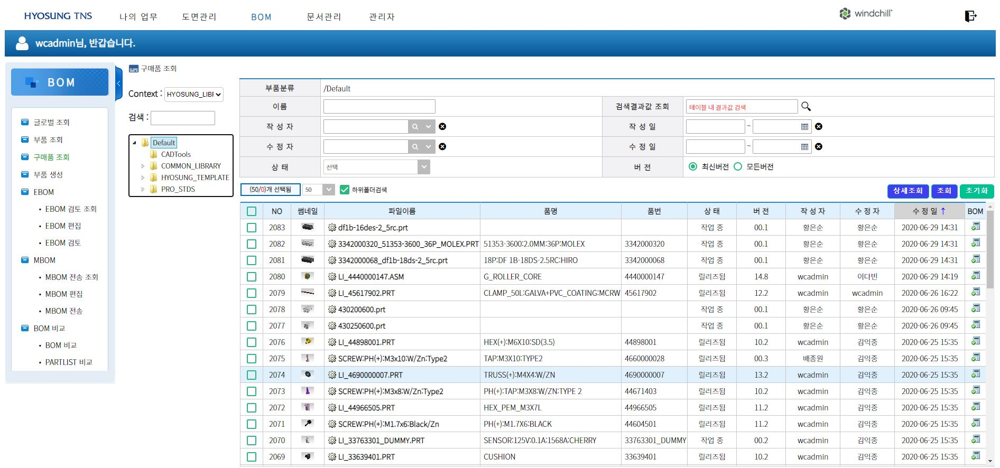 HYOSUNG TNS 나의 업무 도면관리 BOM 문서관리 관리자 windchill
wcadmin님, 반갑습니다.
BOM
글로벌 조회
부품 조회
구매품 조회
부품 생성
EBOM
• EBOM 검토 조회
• EBOM 편집
• EBOM 검토
MBOM
• MBOM 전송 조회
• MBOM 편집
• MBOM 전송
BOM 비교
• BOM 비교
• PARTLIST 비교
구매품 조회
Context : HYOSUNG_LIBR
검색 :
Default
CADTools
COMMON_LIBRARY
HYOSUNG_TEMPLATE
PRO_STDS
부품분류 /Default
이름 검색결과값 조회 테이블 내 결과값 검색
작 성 자 작 성 일 ~
수 정 자 수 정 일 ~
상 태 선택 버 전 최신버전 모든버전
(50/0)개 선택됨 50 하위폴더검색 상세조회 조회 초기화
NO 썸네일 파일이름 품명 품번 상 태 버 전 작 성 자 수 정 자 수 정 일 ↑ BOM
2083 df1b-16des-2_5rc.prt 작업 중 00.1 황은순 황은순 2020-06-29 14:31
2082 3342000320_51353-3600_36P_MOLEX.PRT 51353-3600:2.0MM:36P:MOLEX 3342000320 작업 중 00.1 황은순 황은순 2020-06-29 14:31
2081 3342000068_df1b-18ds-2_5rc.prt 18P:DF 1B-18DS-2.5RC:HIRO 3342000068 작업 중 00.1 황은순 황은순 2020-06-29 14:31
2080 LI_4440000147.ASM G_ROLLER_CORE 4440000147 릴리즈됨 14.8 wcadmin 이다빈 2020-06-29 14:19
2079 LI_45617902.PRT CLAMP_50L:GALVA+PVC_COATING:MCRW 45617902 릴리즈됨 12.2 wcadmin wcadmin 2020-06-26 16:22
2078 430200600.prt 작업 중 00.1 황은순 황은순 2020-06-26 09:45
2077 430250600.prt 작업 중 00.1 황은순 황은순 2020-06-26 09:45
2076 LI_44898001.PRT HEX(+):M6X10:SD(3.5) 44898001 릴리즈됨 10.2 wcadmin 김익중 2020-06-25 15:35
2075 SCREW:PH(+):M3x10:W/Zn:Type2 TAP:M3X10:TYPE2 4660000028 릴리즈됨 00.3 배종원 김익중 2020-06-25 15:35
2074 LI_4690000007.PRT TRUSS(+):M4X4:W/ZN 4690000007 릴리즈됨 13.2 wcadmin 김익중 2020-06-25 15:35
2073 SCREW:PH(+):M3x8:W/Zn:Type2 PH(+):TAP:M3X8:W/ZN:TYPE 2 44671403 릴리즈됨 10.2 wcadmin 김익중 2020-06-25 15:35
2072 LI_44966505.PRT HEX_PEM_M3X7L 44966505 릴리즈됨 11.2 wcadmin 김익중 2020-06-25 15:35
2071 SCREW:PH(+):M1.7x6:Black/Zn PH(+):M1.7X6:BLACK 44604501 릴리즈됨 11.2 wcadmin 김익중 2020-06-25 15:35
2070 LI_33763301_DUMMY.PRT SENSOR:125V:0.1A:1568A:CHERRY 33763301_DUMMY 작업 중 00.2 wcadmin 김익중 2020-06-25 15:35
2069 LI_33639401.PRT CUSHION 33639401 릴리즈됨 10.2 wcadmin 김익중 2020-06-25 15:35